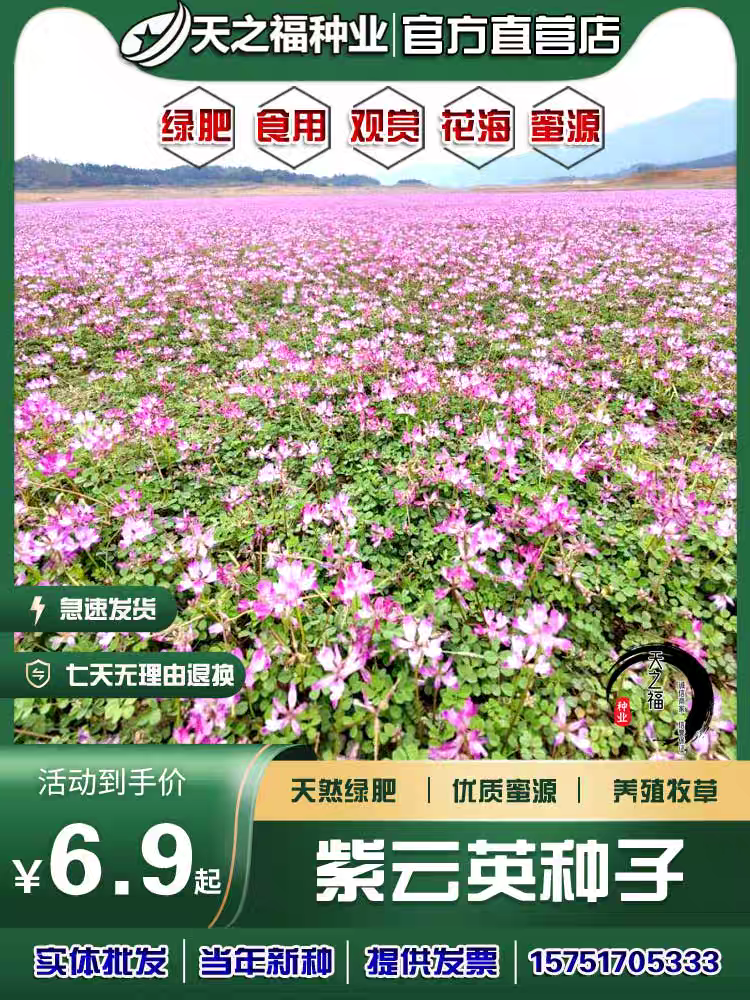 天之福种业 官方直营店
绿肥 食用 观赏 花海 蜜源
急速发货
七天无理由退换
天之福
种业
活动到手价
¥6.9起
天然绿肥 | 优质蜜源 | 养殖牧草
紫云英种子
实体批发 当年新种 提供发票 15751705333